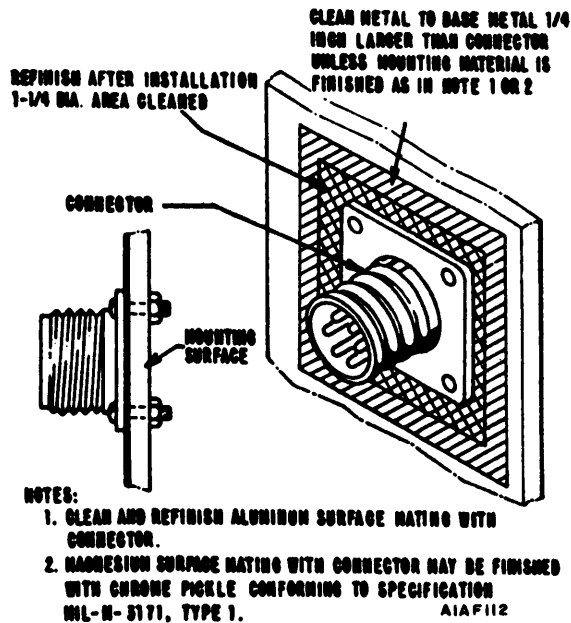 CLEAN METAL TO BASE METAL 1/4
INCH LARGER THAN CONNECTOR
UNLESS MOUNTING MATERIAL IS
FINISHED AS IN NOTE 1 OR 2
REFINISH AFTER INSTALLATION
1-1/4 DIA. AREA CLEANED
CONNECTOR
MOUNTING
SURFACE
NOTES:
1. CLEAN AND REFINISH ALUMINUM SURFACE MATING WITH
CONNECTOR.
2. MAGNESIUM SURFACE MATING WITH CONNECTOR MAY BE FINISHED
WITH CHROME PICKLE CONFORMING TO SPECIFICATION
MIL-M-3171, TYPE 1.
A1AF112